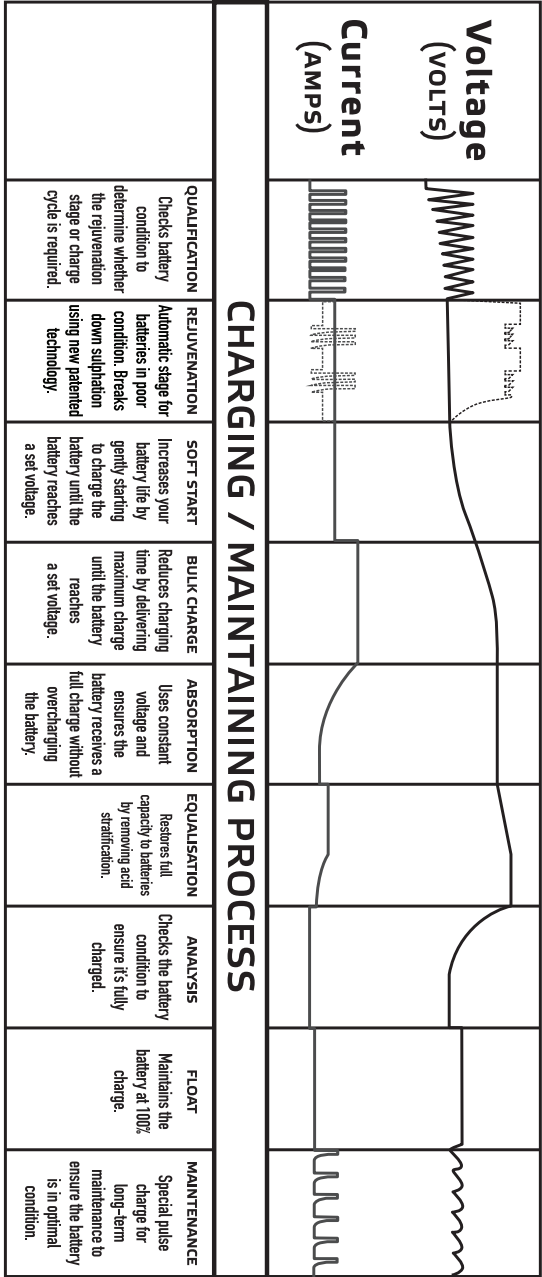 Voltage
(VOLTS)
Current
(AMPS)
CHARGING / MAINTAINING PROCESS
QUALIFICATION
Checks battery
condition to
determine whether
the rejuvenation
stage or charge
cycle is required.
REJUVENATION
Automatic stage for
batteries in poor
condition. Breaks
down sulphation
using new patented
technology.
SOFT START
Increases your
battery life by
gently starting
to charge the
battery until the
battery reaches
a set voltage.
BULK CHARGE
Reduces charging
time by delivering
maximum charge
until the battery
reaches
a set voltage.
ABSORPTION
Uses constant
voltage and
ensures the
battery receives a
full charge without
overcharging
the battery.
EQUALISATION
Restores full
capacity to batteries
by removing acid
stratification.
ANALYSIS
Checks the battery
condition to
ensure it's fully
charged.
FLOAT
Maintains the
battery at 100%
charge.
MAINTENANCE
Special pulse
charge for
long-term
maintenance to
ensure the battery
is in optimal
condition.